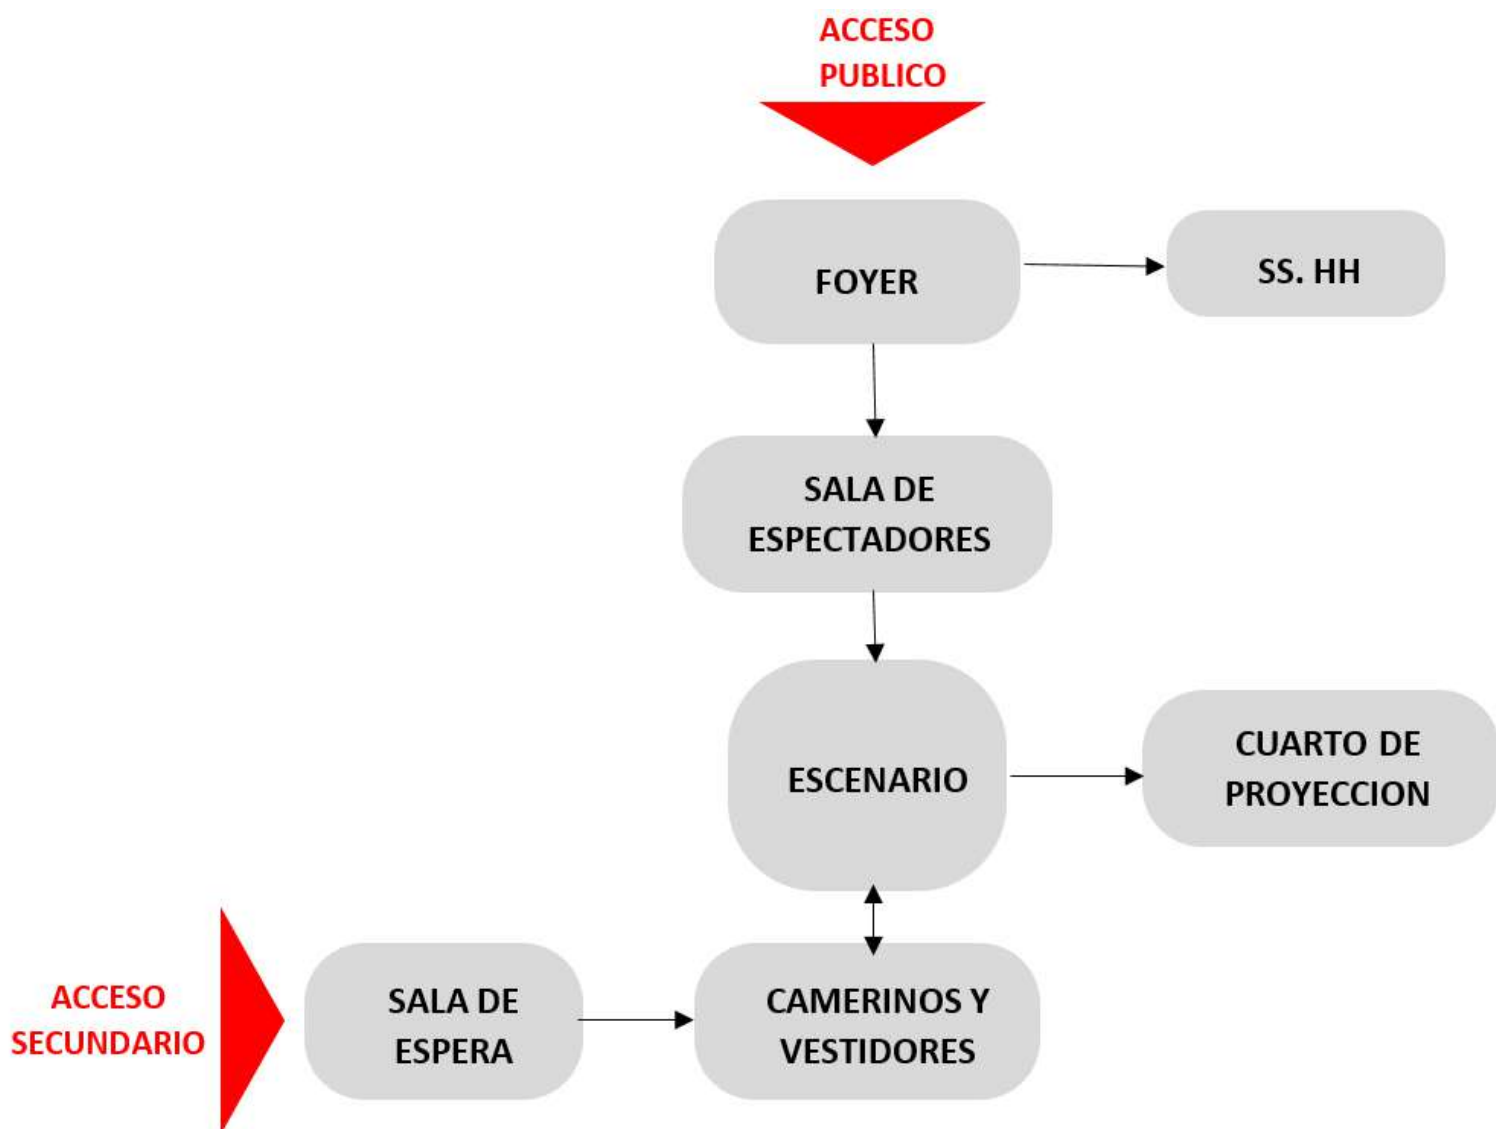 ACCESO
PUBLICO
FOYER
SS. HH
SALA DE
ESPECTADORES
ESCENARIO
CUARTO DE
PROYECCION
ACCESO
SECUNDARIO
SALA DE
ESPERA
CAMERINOS Y
VESTIDORES